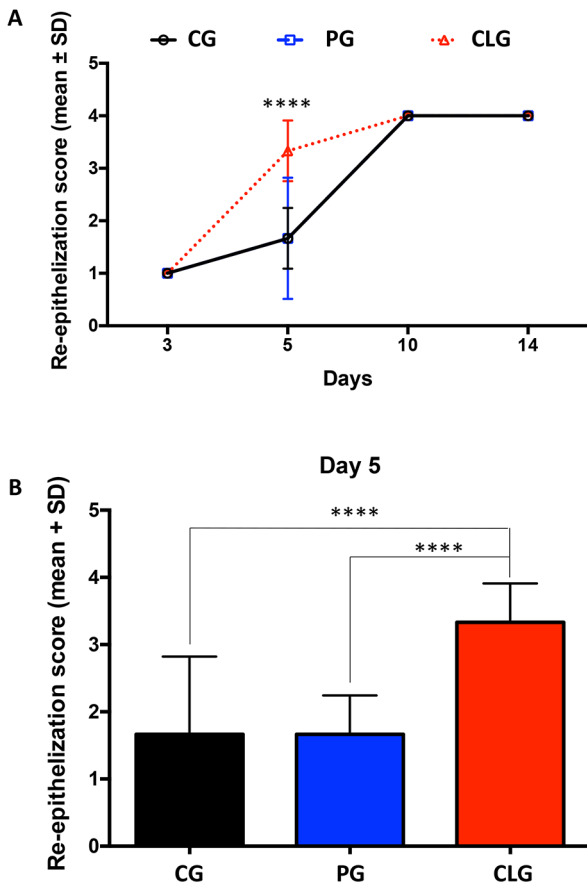 A
CG PG CLG
Re-epithelization score (mean ± SD)
5
4
3
2
1
0
****
3 5 10 14
Days
Day 5
B
Re-epithelization score (mean + SD)
5
4
3
2
1
0
****
****
CG PG CLG